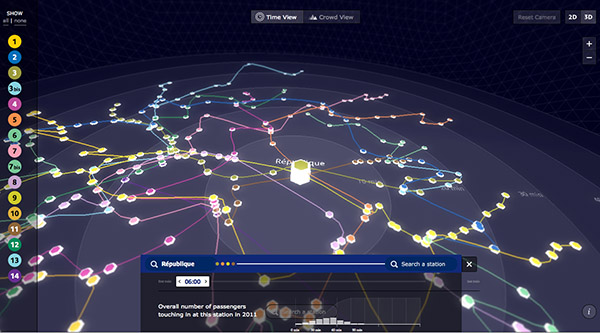 SHOW
all | none
Time View
Crowd View
Reset Camera
2D
3D
+
−
1
2
3
3bis
4
5
6
7
7bis
8
9
10
11
12
13
14
République
République
Search a station
06:00
Overall number of passengers
touching in at this station in 2011
Search a station
i